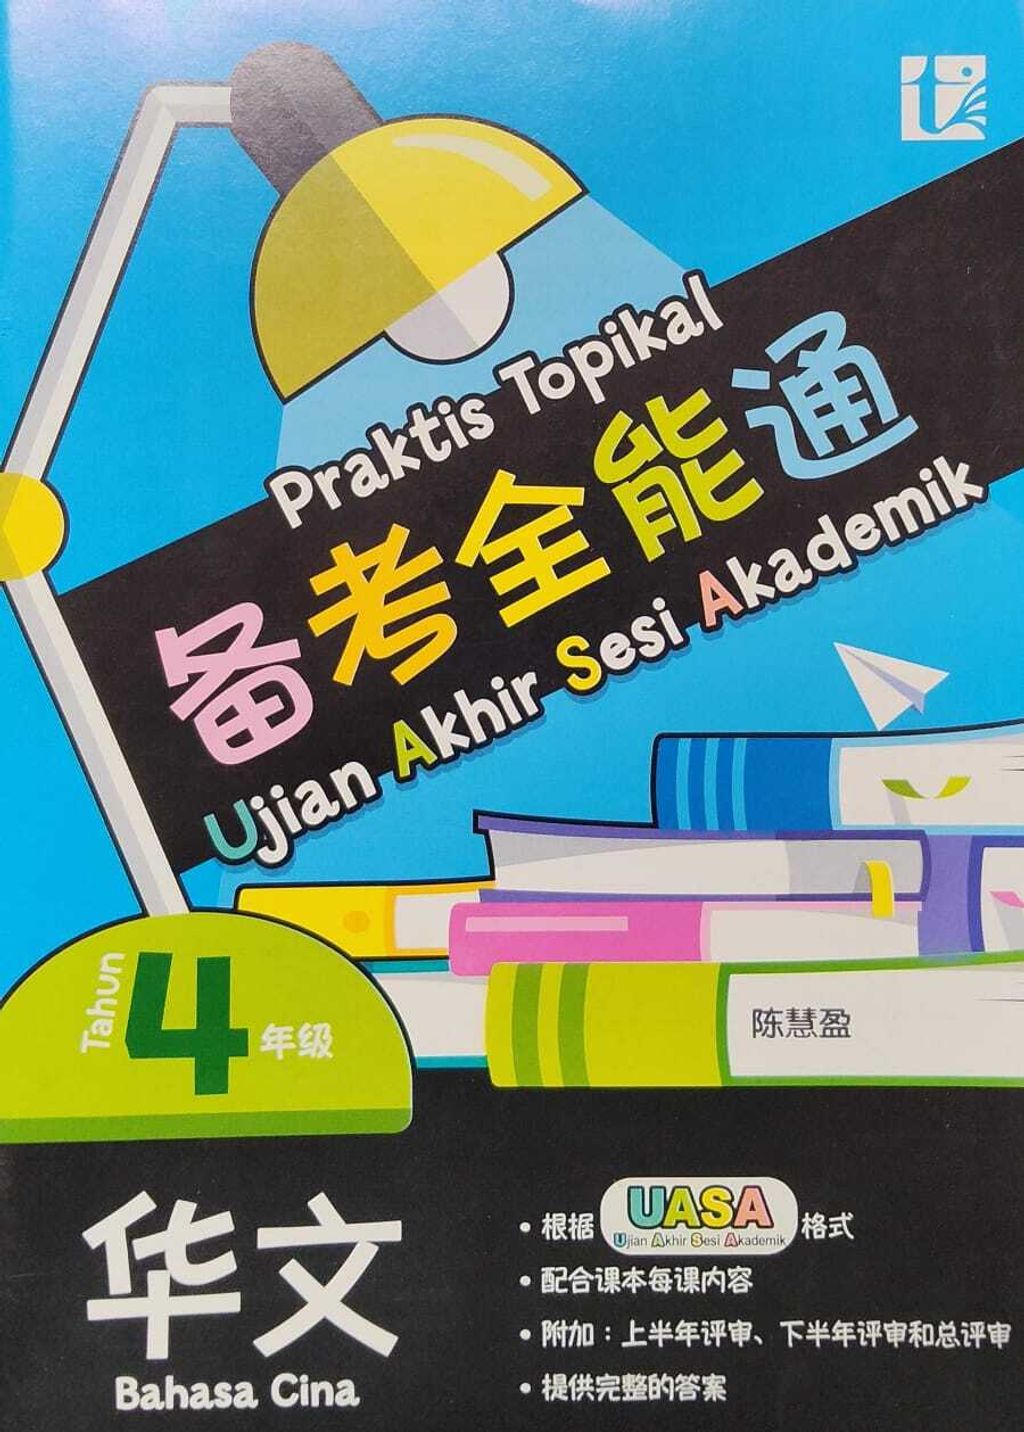 Praktis Topikal
备考全能通
Ujian Akhir Sesi Akademik
Tahun 4 年级
陈慧盈
华文
Bahasa Cina
• 根据 UASA 格式
Ujian Akhir Sesi Akademik
• 配合课本每课内容
• 附加：上半年评审、下半年评审和总评审
• 提供完整的答案